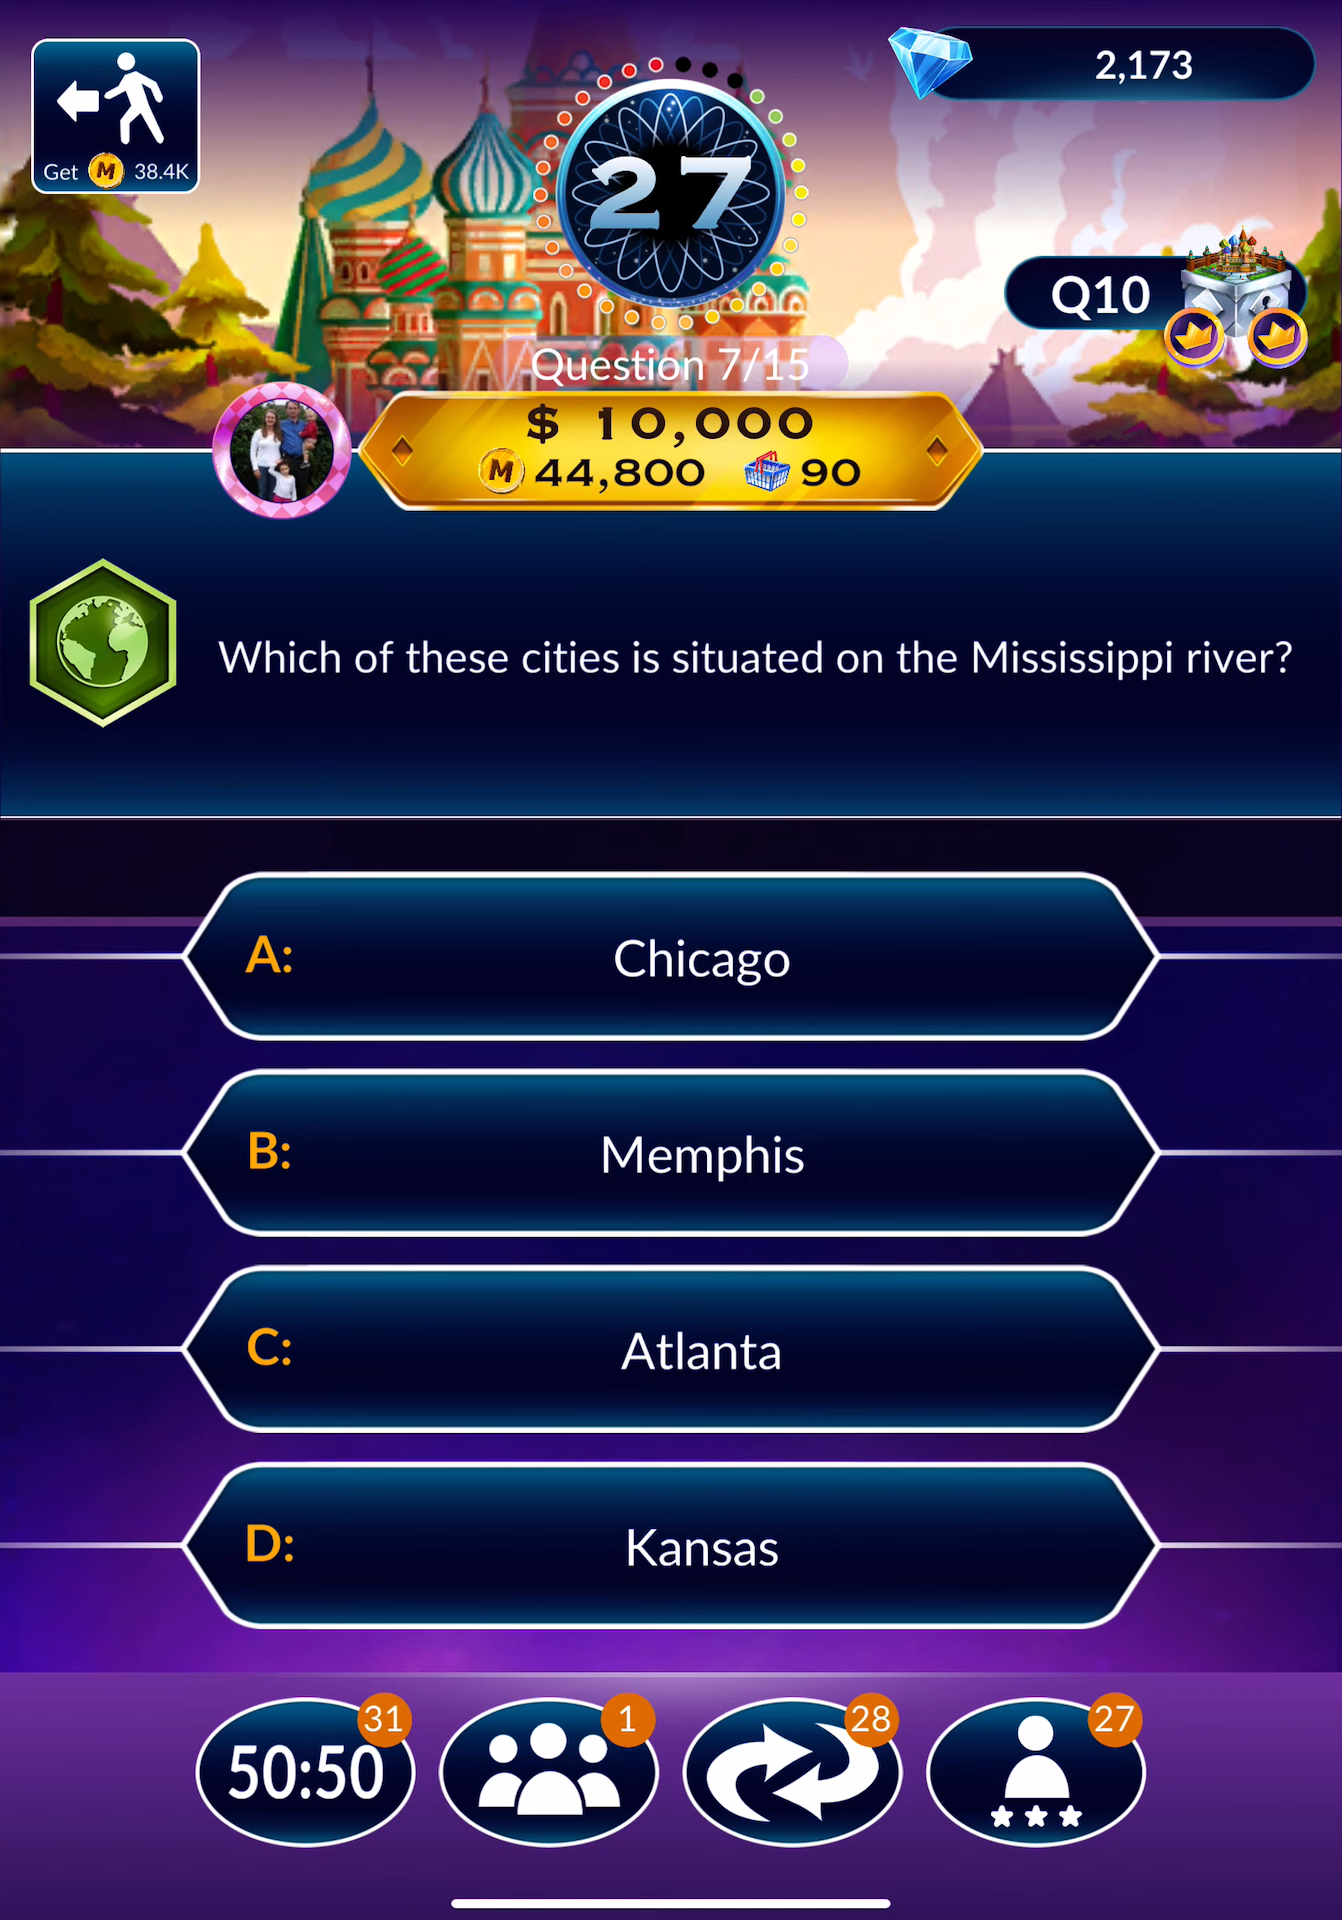 Get M 38.4K
27
2,173
Q10
Question 7/15
$ 10,000
M 44,800 90
Which of these cities is situated on the Mississippi river?
A: Chicago
B: Memphis
C: Atlanta
D: Kansas
50:50 31
1
28
27